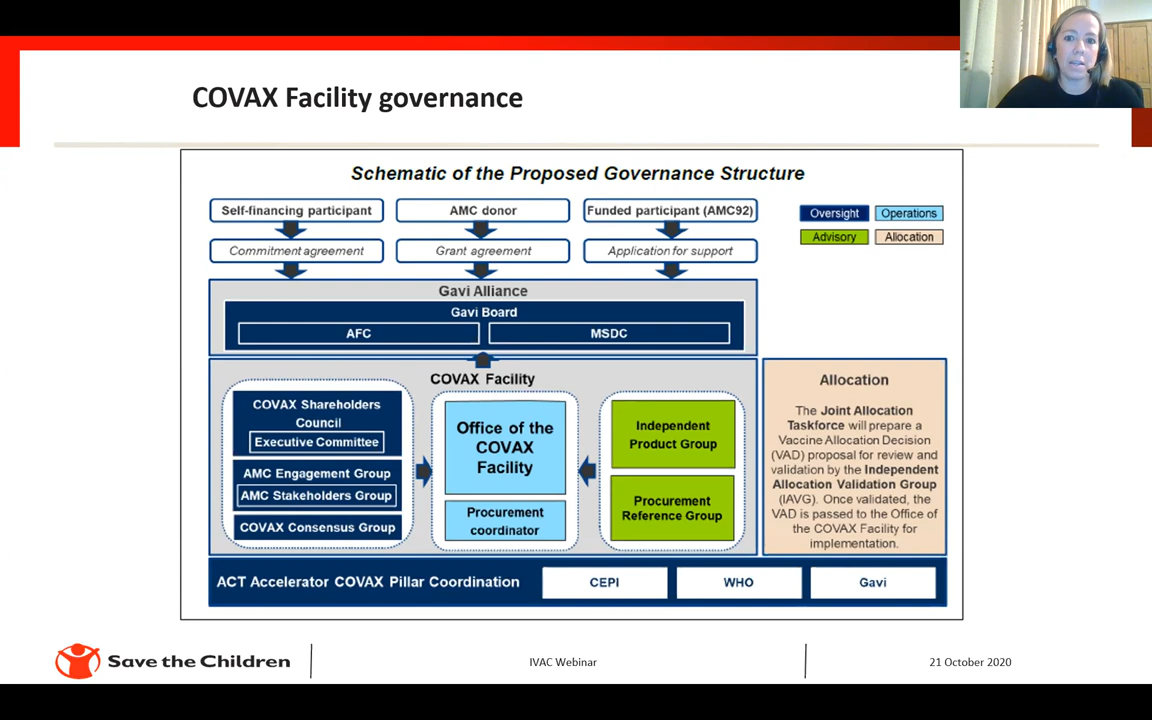 COVAX Facility governance
Schematic of the Proposed Governance Structure
Self-financing participant
AMC donor
Funded participant (AMC92)
Oversight
Operations
Advisory
Allocation
Commitment agreement
Grant agreement
Application for support
Gavi Alliance
Gavi Board
AFC
MSDC
COVAX Facility
COVAX Shareholders
Council
Executive Committee
AMC Engagement Group
AMC Stakeholders Group
COVAX Consensus Group
Office of the
COVAX
Facility
Procurement
coordinator
Independent
Product Group
Procurement
Reference Group
Allocation
The Joint Allocation
Taskforce will prepare a
Vaccine Allocation Decision
(VAD) proposal for review and
validation by the Independent
Allocation Validation Group
(IAVG). Once validated, the
VAD is passed to the Office of
the COVAX Facility for
implementation.
ACT Accelerator COVAX Pillar Coordination
CEPI
WHO
Gavi
Save the Children
IVAC Webinar
21 October 2020